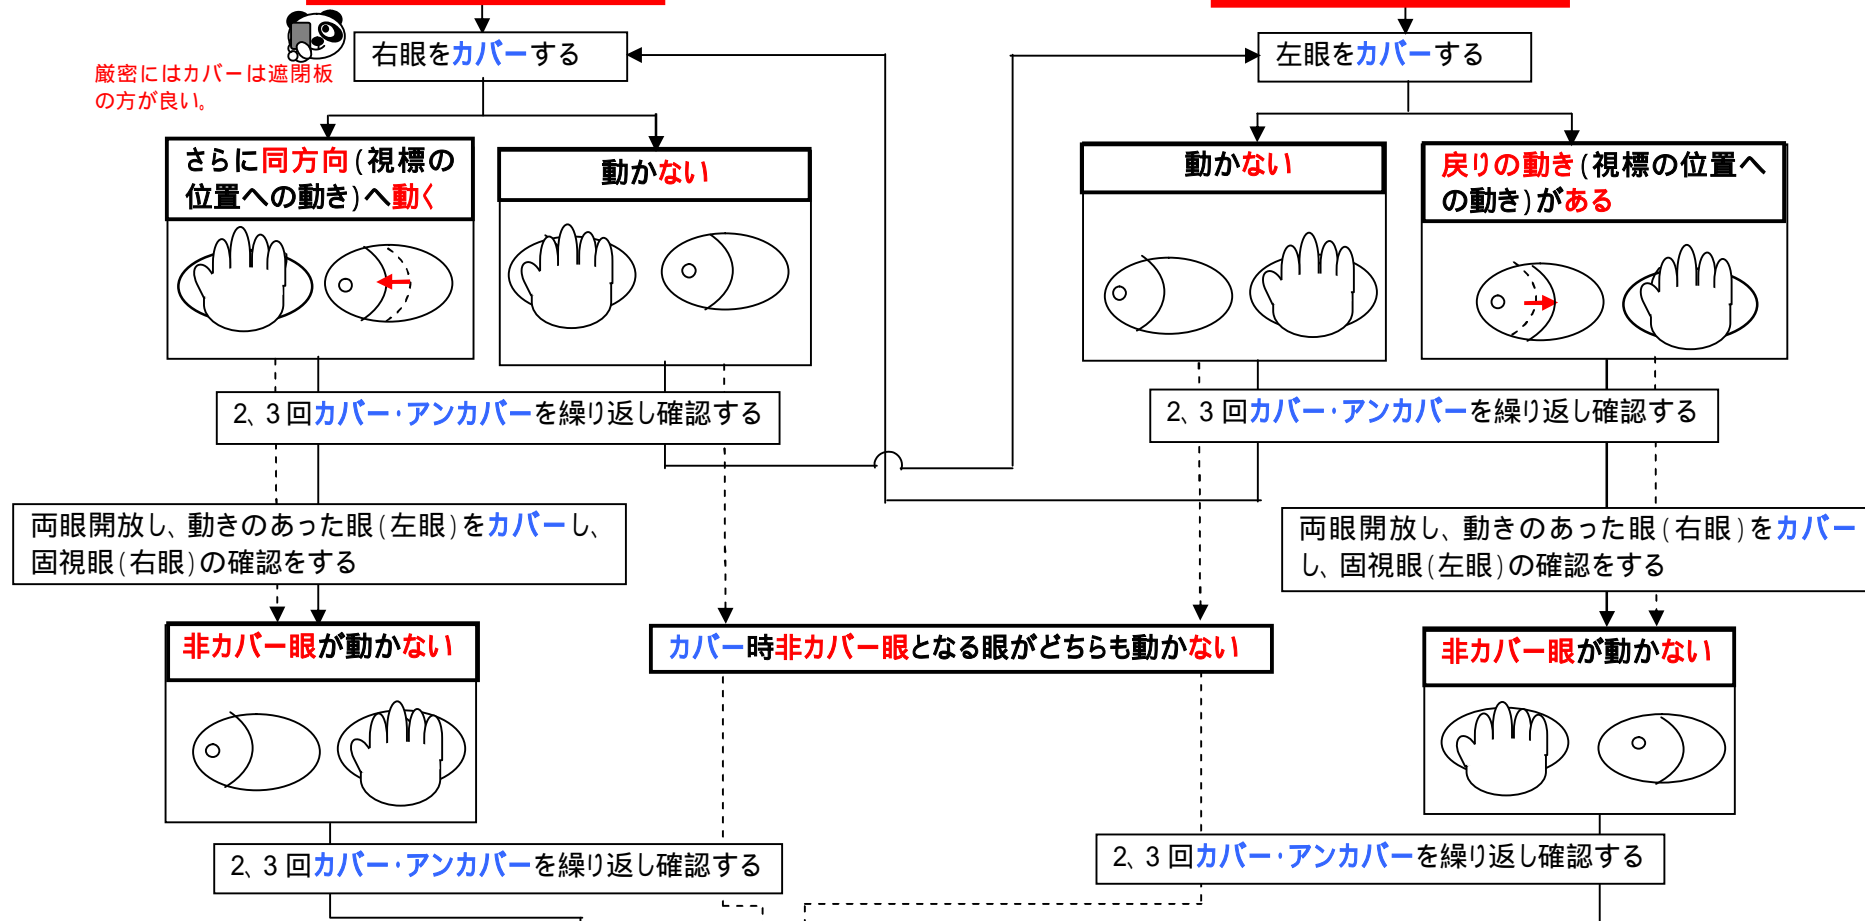 右眼をカバーする
厳密にはカバーは遮閉板
の方が良い。
さらに同方向(視標の
位置への動き)へ動く
動かない
2、3回カバー・アンカバーを繰り返し確認する
両眼開放し、動きのあった眼(左眼)をカバーし、
固視眼(右眼)の確認をする
非カバー眼が動かない
2、3回カバー・アンカバーを繰り返し確認する
カバー時非カバー眼となる眼がどちらも動かない
左眼をカバーする
動かない
戻りの動き(視標の位置へ
の動き)がある
2、3回カバー・アンカバーを繰り返し確認する
両眼開放し、動きのあった眼(右眼)をカバー
し、固視眼(左眼)の確認をする
非カバー眼が動かない
2、3回カバー・アンカバーを繰り返し確認する